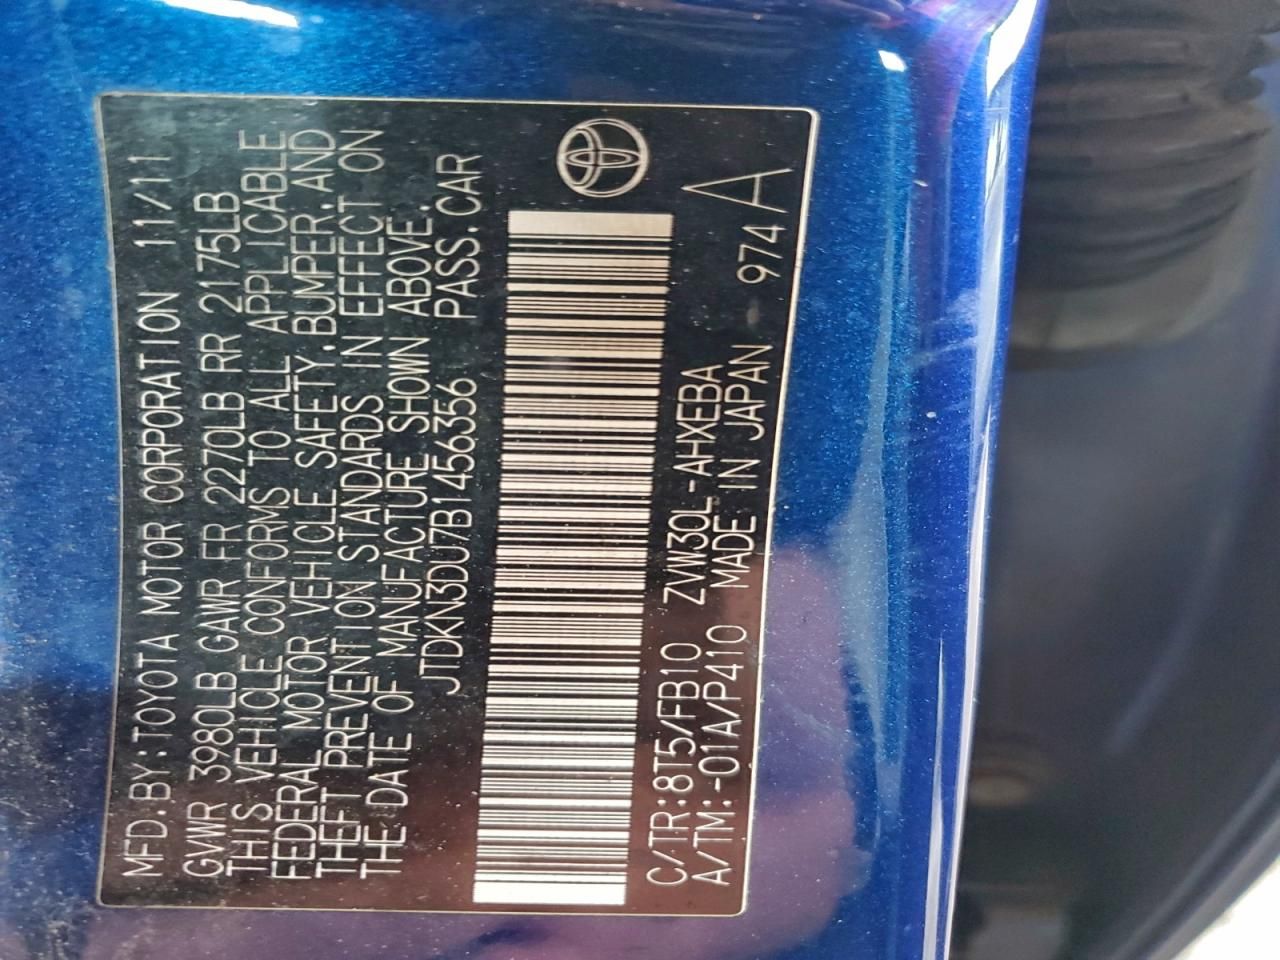 MFD.BY:TOYOTA MOTOR CORPORATION 11/11
GVWR 3980LB GAWR FR 2270LB RR 2175LB
THIS VEHICLE CONFORMS TO ALL APPLICABLE
FEDERAL MOTOR VEHICLE SAFETY,BUMPER,AND
THEFT PREVENTION STANDARDS IN EFFECT ON
THE DATE OF MANUFACTURE SHOWN ABOVE.
JTDKN3DU7B1456356 PASS.CAR
C/TR:8T5/FB10 ZVW30L-AHXEBA
A/TM:-01A/P410 MADE IN JAPAN 974 A